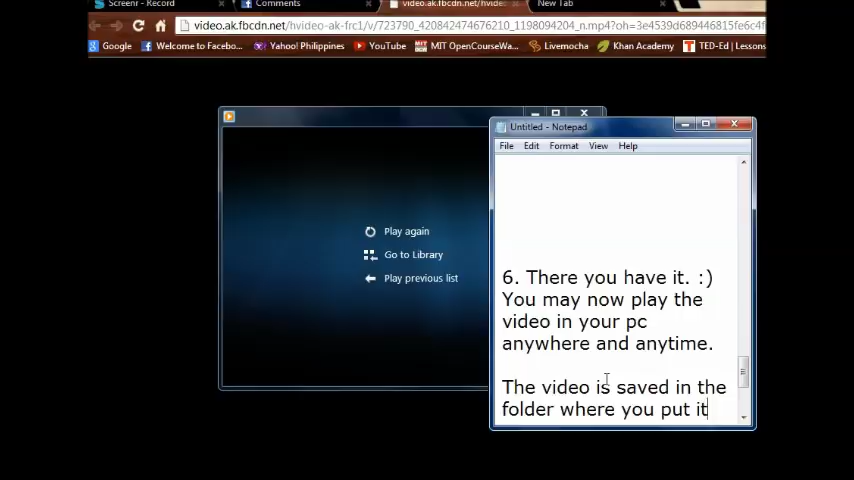 Screenr - Record
Comments
video.ak.fbcdn.net/hvideo-
New Tab
video.ak.fbcdn.net/hvideo-ak-frc1/v/723790_420842474676210_1198094204_n.mp4?oh=3e4539d689446815fe6c4f
Google
Welcome to Facebo...
Yahoo! Philippines
YouTube
MIT OpenCourseWa...
Livemocha
Khan Academy
TED-Ed | Lessons
Untitled - Notepad
File Edit Format View Help
Play again
Go to Library
Play previous list
6. There you have it. :)
You may now play the
video in your pc
anywhere and anytime.
The video is saved in the
folder where you put it